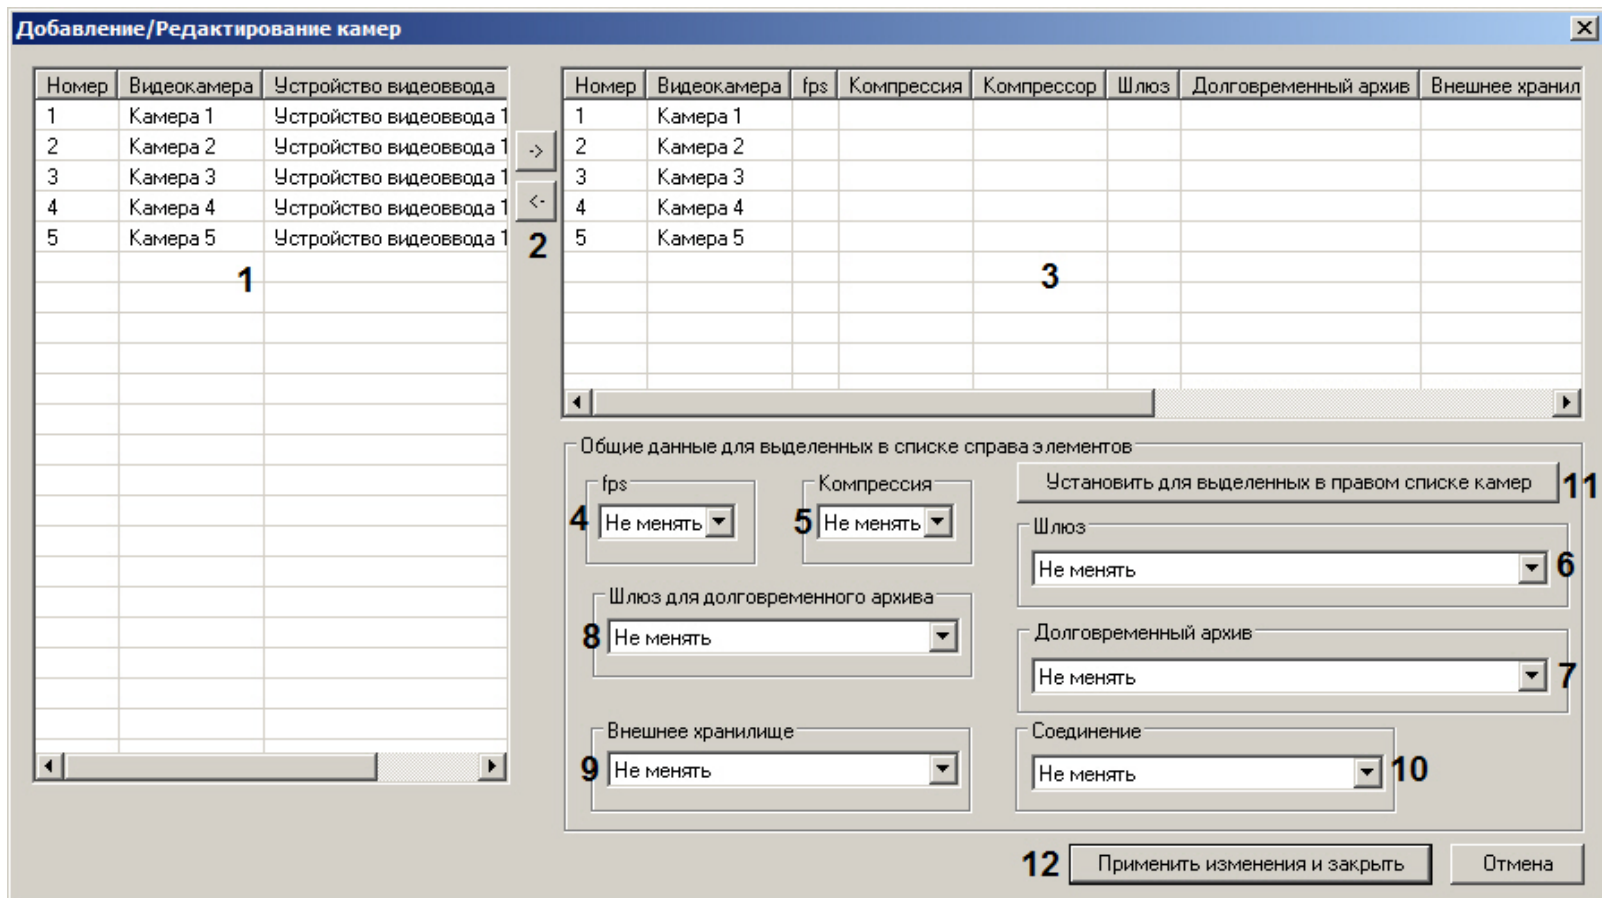 Добавление/Редактирование камер
Номер Видеокамера Устройство видеоввода
1 Камера 1 Устройство видеоввода 1
2 Камера 2 Устройство видеоввода 1
3 Камера 3 Устройство видеоввода 1
4 Камера 4 Устройство видеоввода 1
5 Камера 5 Устройство видеоввода 1
1
->
<-
2
Номер Видеокамера fps Компрессия Компрессор Шлюз Долговременный архив Внешнее хранил
1 Камера 1
2 Камера 2
3 Камера 3
4 Камера 4
5 Камера 5
3
Общие данные для выделенных в списке справа элементов
fps
4 Не менять
Компрессия
5 Не менять
Установить для выделенных в правом списке камер 11
Шлюз
Не менять 6
Шлюз для долговременного архива
8 Не менять
Долговременный архив
Не менять 7
Внешнее хранилище
9 Не менять
Соединение
Не менять 10
12 Применить изменения и закрыть Отмена